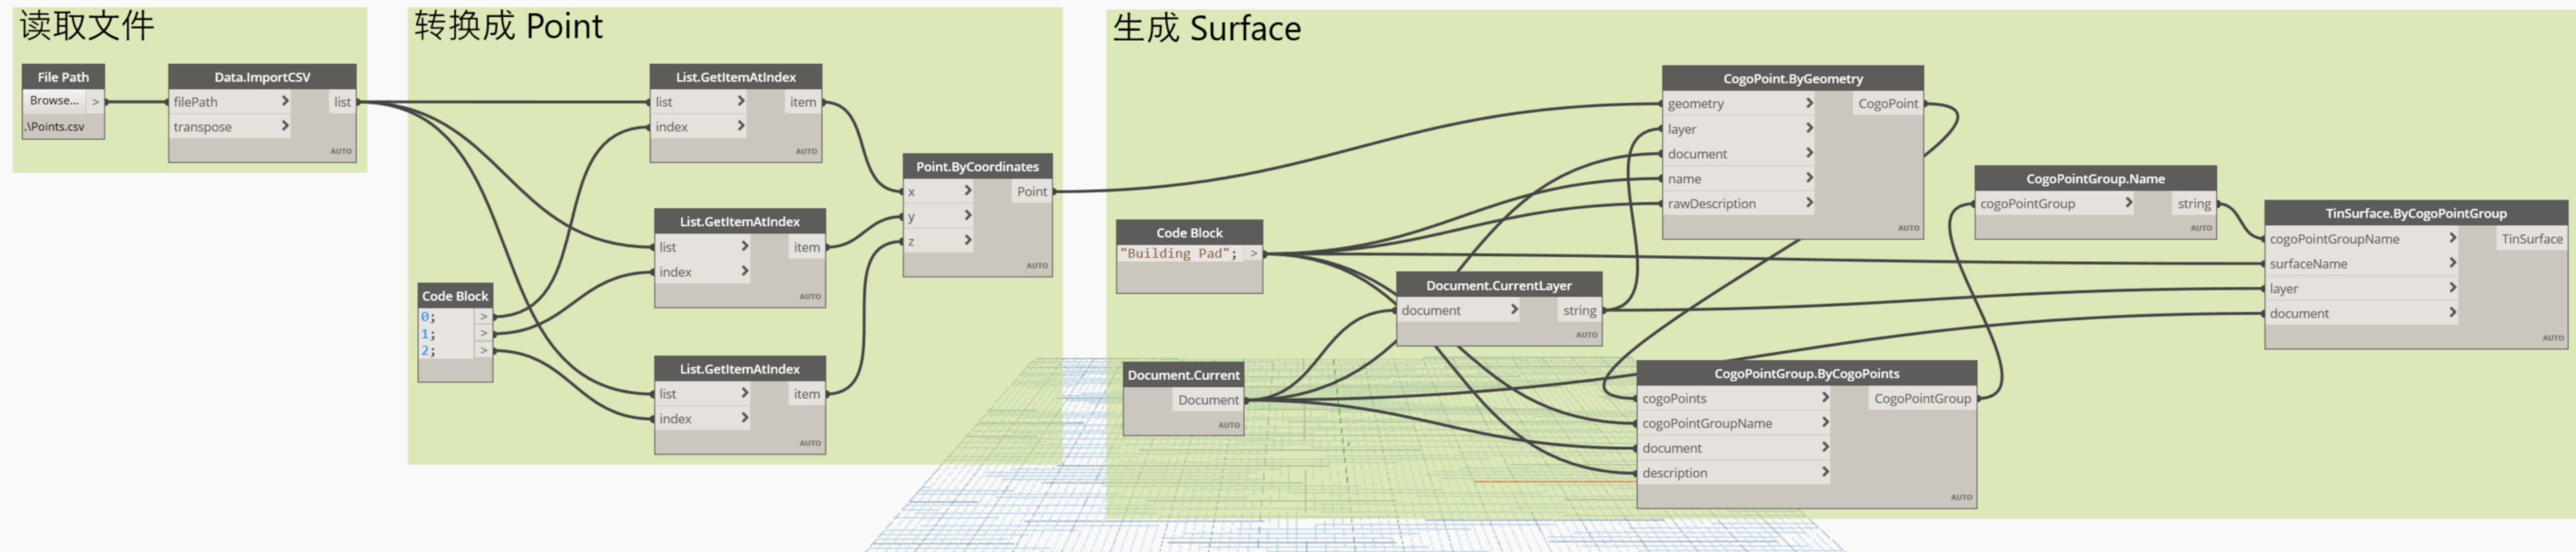 读取文件
File Path
Browse... >
.\Points.csv
Data.ImportCSV
filePath > list
transpose >
AUTO
转换成 Point
List.GetItemAtIndex
list > item
index >
AUTO
List.GetItemAtIndex
list > item
index >
AUTO
Code Block
0; >
1; >
2; >
List.GetItemAtIndex
list > item
index >
AUTO
Point.ByCoordinates
x > Point
y >
z >
AUTO
生成 Surface
Code Block
"Building Pad"; >
Document.Current
Document
AUTO
Document.CurrentLayer
document > string
AUTO
CogoPoint.ByGeometry
geometry > CogoPoint
layer >
document >
name >
rawDescription >
AUTO
CogoPointGroup.ByCogoPoints
cogoPoints > CogoPointGroup
cogoPointGroupName >
document >
description >
AUTO
CogoPointGroup.Name
cogoPointGroup > string
AUTO
TinSurface.ByCogoPointGroup
cogoPointGroupName > TinSurface
surfaceName >
layer >
document >
AUTO